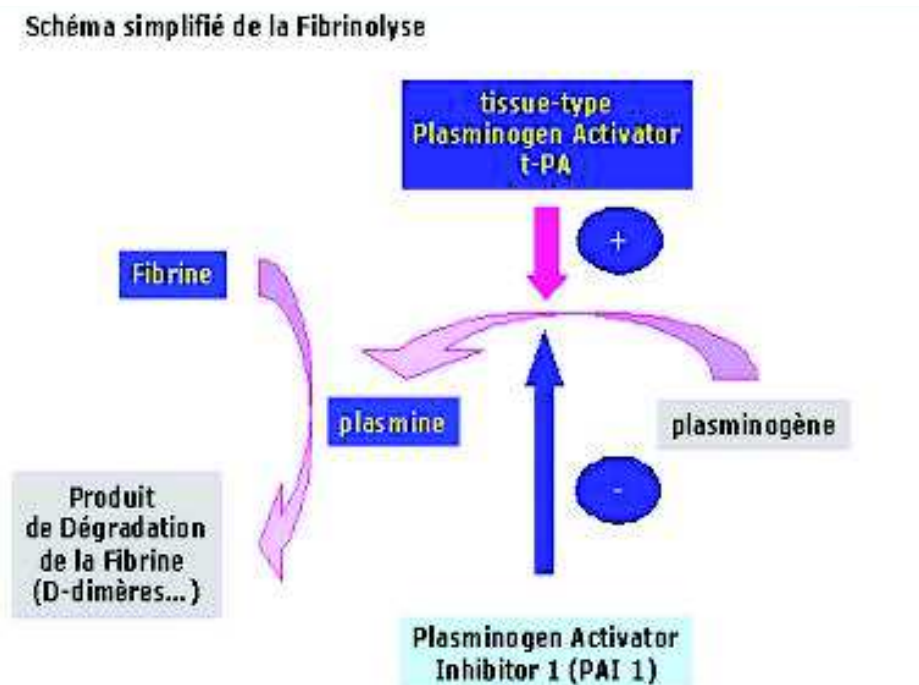 Schéma simplifié de la Fibrinolyse
tissue-type
Plasminogen Activator
t-PA
+
Fibrine
plasmine
plasminogène
-
Produit
de Dégradation
de la Fibrine
(D-dimères...)
Plasminogen Activator
Inhibitor 1 (PAI 1)